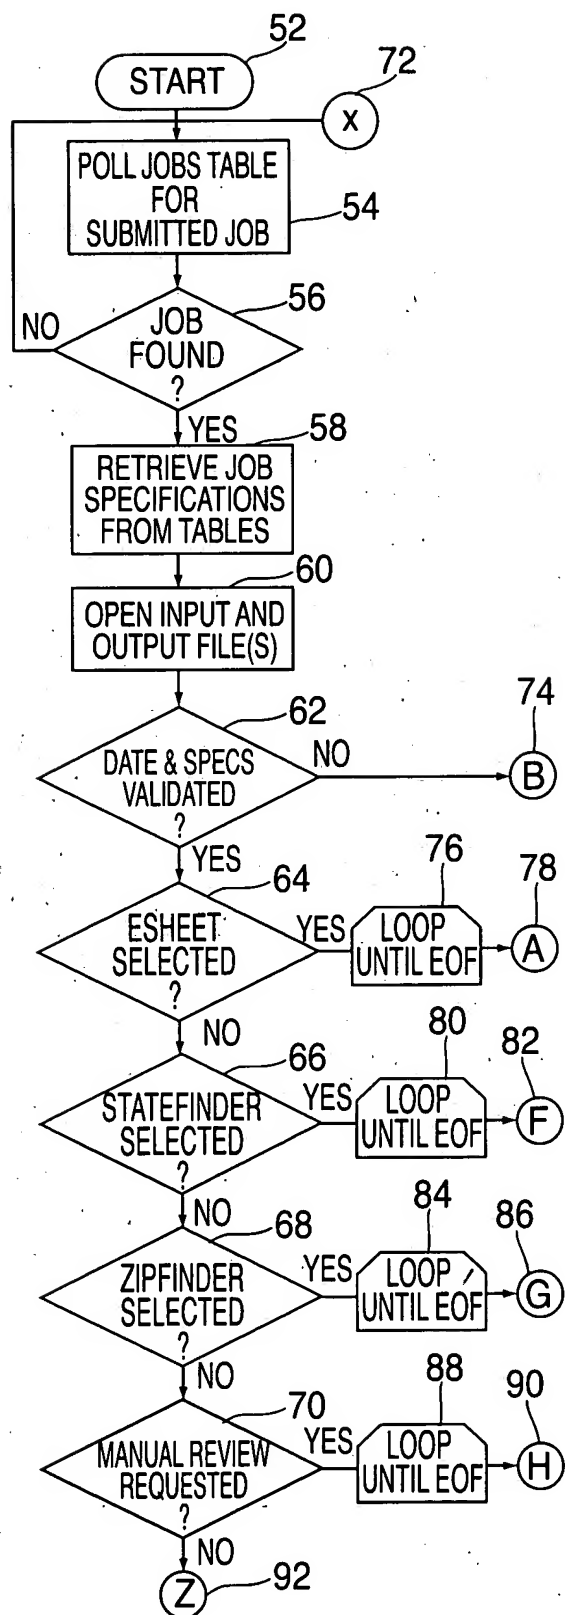 52
START
72
X
POLL JOBS TABLE
FOR
SUBMITTED JOB
54
56
JOB
FOUND
?
NO
YES
58
RETRIEVE JOB
SPECIFICATIONS
FROM TABLES
60
OPEN INPUT AND
OUTPUT FILE(S)
62
DATE & SPECS
VALIDATED
?
NO
74
B
YES
64
ESHEET
SELECTED
?
YES
76
LOOP
UNTIL EOF
78
A
NO
66
STATEFINDER
SELECTED
?
YES
80
LOOP
UNTIL EOF
82
F
NO
68
ZIPFINDER
SELECTED
?
YES
84
LOOP
UNTIL EOF
86
G
NO
70
MANUAL REVIEW
REQUESTED
?
YES
88
LOOP
UNTIL EOF
90
H
NO
Z
92